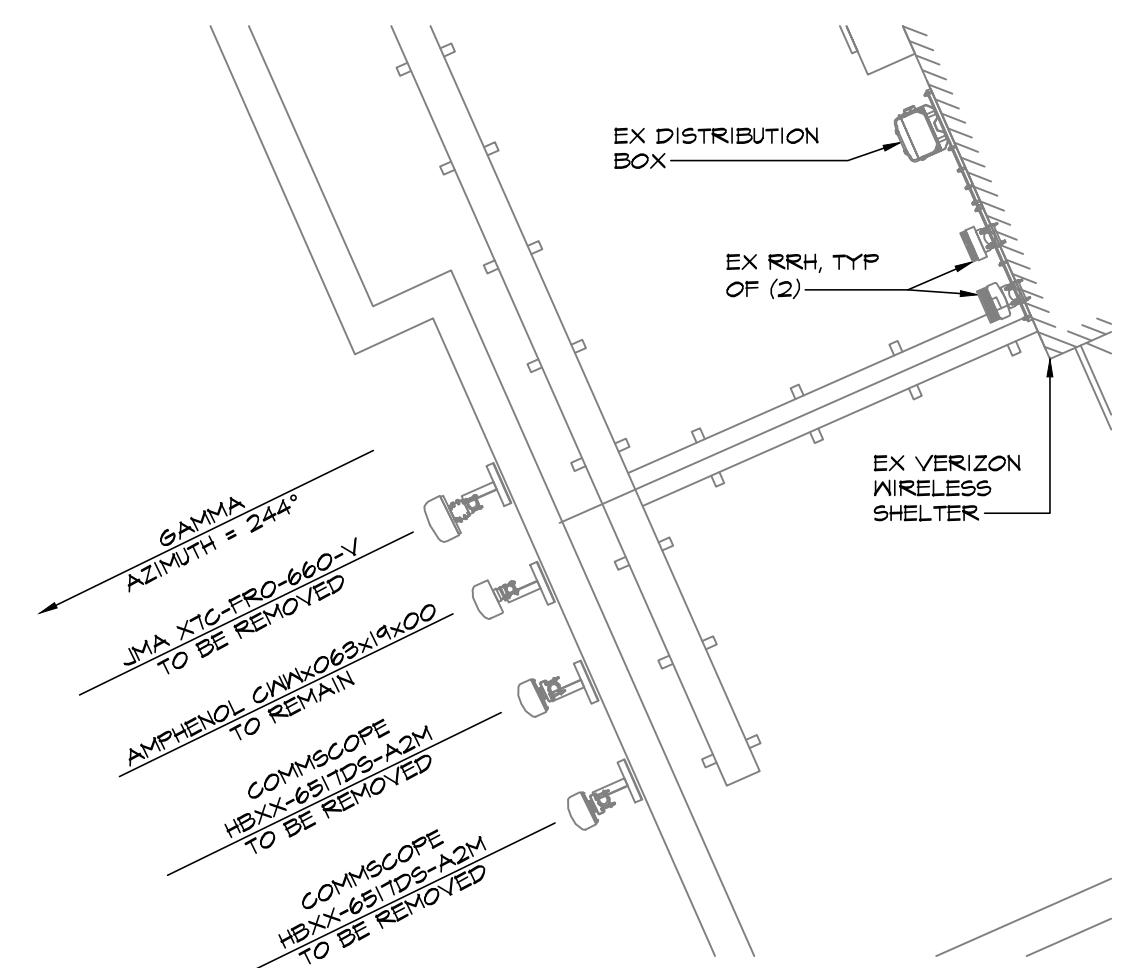 EX DISTRIBUTION
BOX
EX RRH, TYP
OF (2)
EX VERIZON
WIRELESS
SHELTER
GAMMA
AZIMUTH = 244°
JMA X7C-FRO-660-V
TO BE REMOVED
AMPHENOL CWWx063x19x00
TO REMAIN
COMMSCOPE
HBXX-6517DS-A2M
TO BE REMOVED
COMMSCOPE
HBXX-6517DS-A2M
TO BE REMOVED